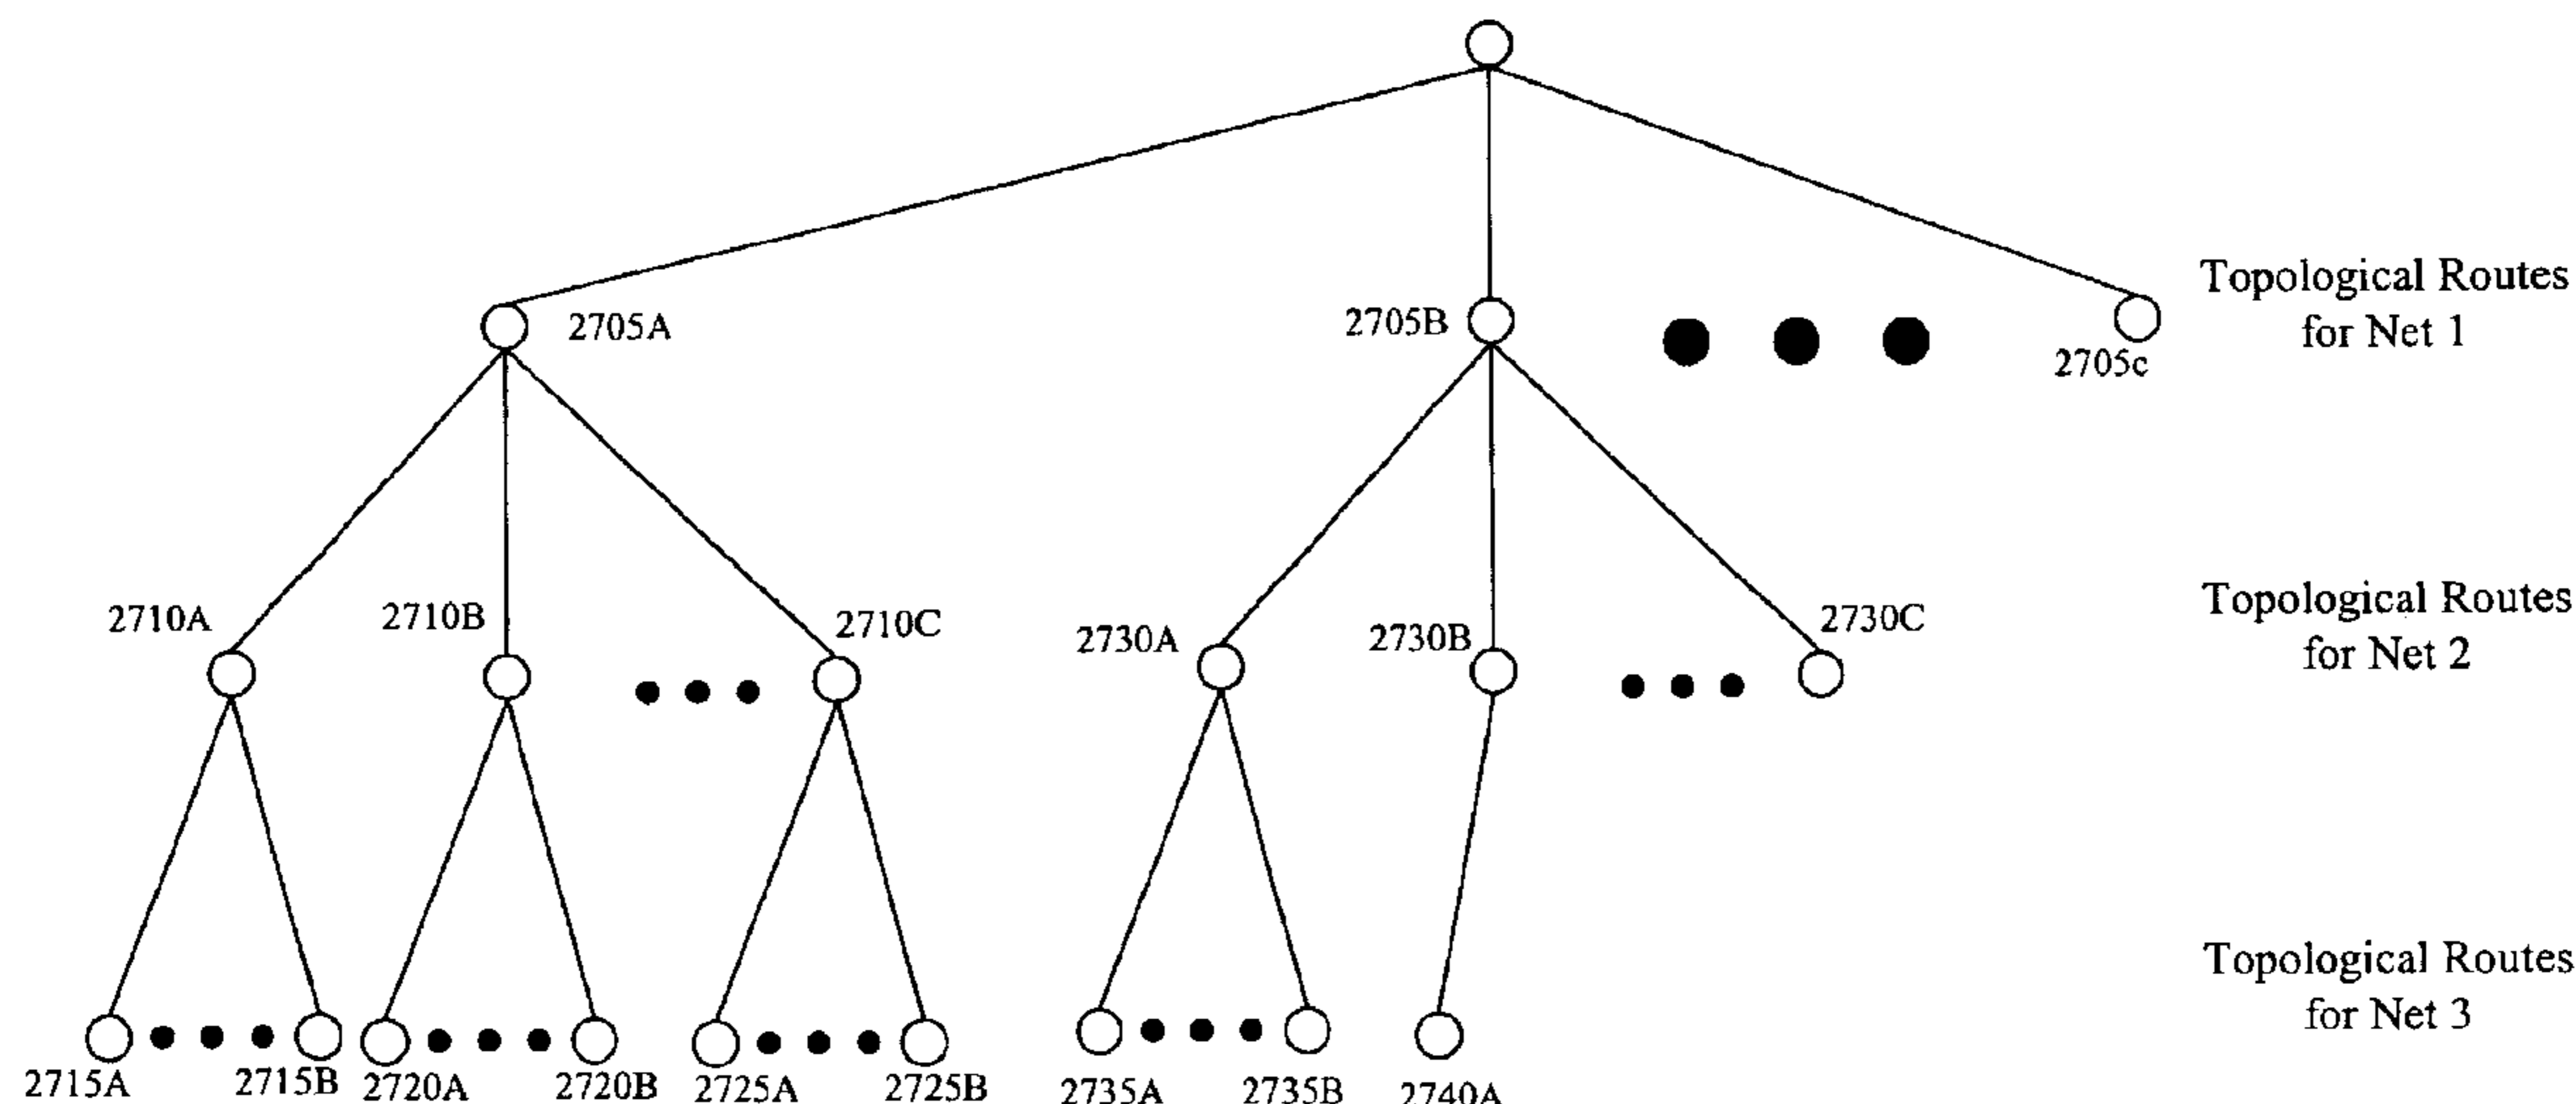 Topological Routes
for Net 1
2705A
2705B
2705c
Topological Routes
for Net 2
2710A
2710B
2710C
2730A
2730B
2730C
Topological Routes
for Net 3
2715A
2715B
2720A
2720B
2725A
2725B
2735A
2735B
2740A